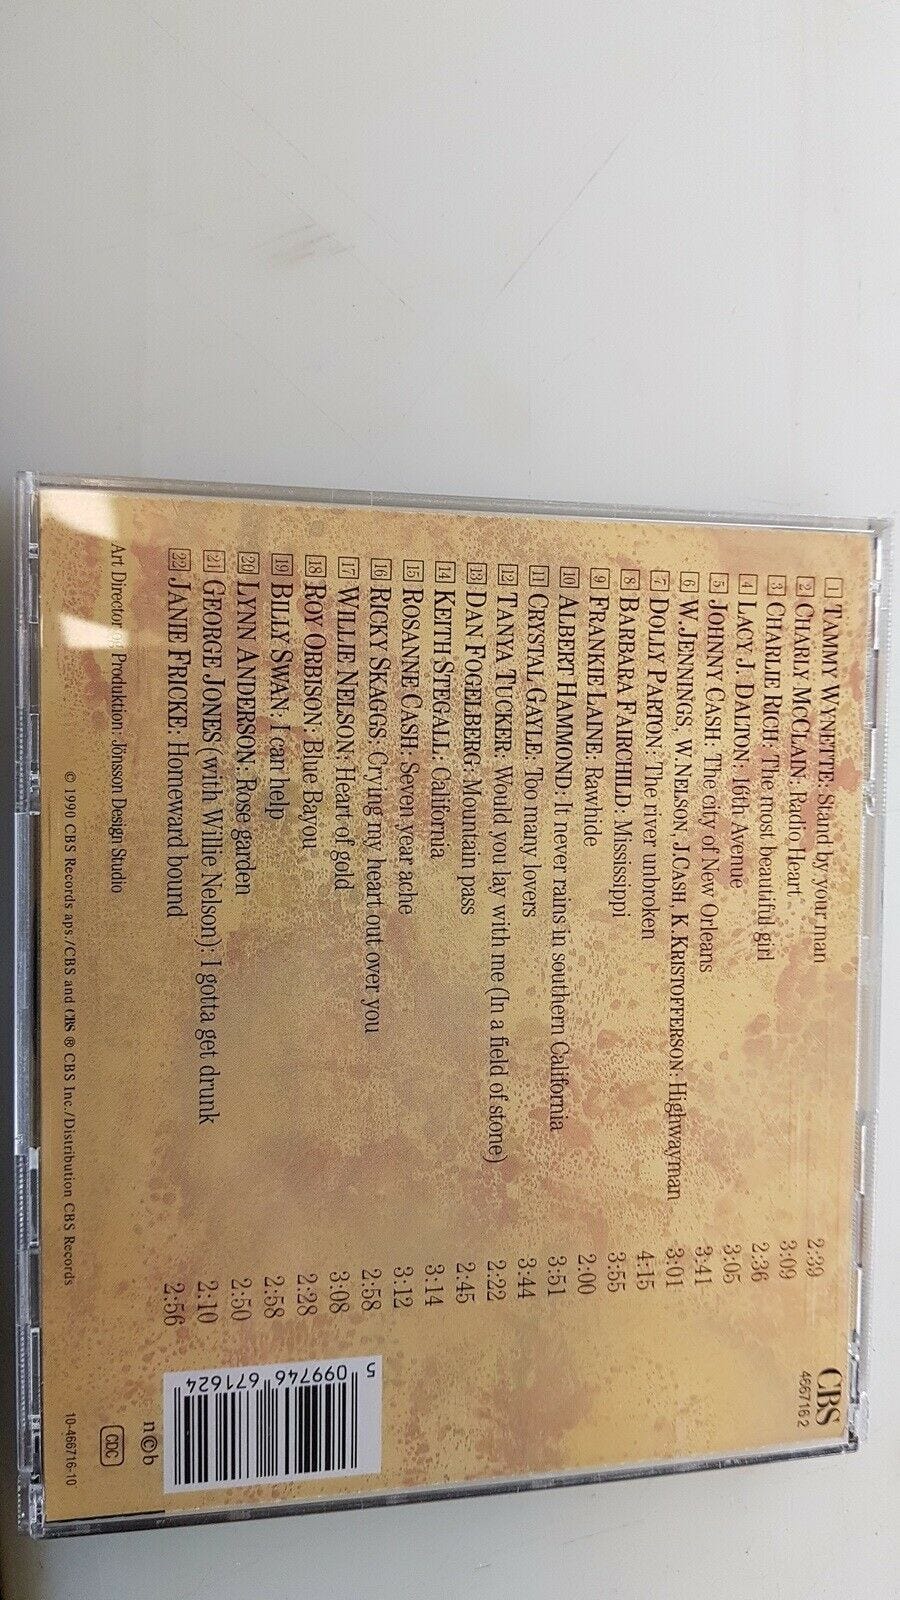 1 TAMMY WYNETTE: Stand by your man 2:39
2 CHARLY MCCLAIN: Radio Heart 3:09
3 CHARLIE RICH: The most beautiful girl 2:36
4 LACY J. DALTON: 16th Avenue 3:05
5 JOHNNY CASH: The city of New Orleans 3:41
6 W. JENNINGS, W. NELSON, J. CASH, K. KRISTOFFERSON: Highwayman 3:01
7 DOLLY PARTON: The river unbroken 4:15
8 BARBARA FAIRCHILD: Mississippi 3:55
9 FRANKIE LAINE: Rawhide 2:00
10 ALBERT HAMMOND: It never rains in southern California 3:51
11 CRYSTAL GAYLE: Too many lovers 3:44
12 TANYA TUCKER: Would you lay with me (In a field of stone) 2:22
13 DAN FOGELBERG: Mountain pass 2:45
14 KEITH STEGALL: California 3:14
15 ROSANNE CASH: Seven year ache 3:12
16 RICKY SKAGGS: Crying my heart out over you 2:58
17 WILLIE NELSON: Heart of gold 3:08
18 ROY ORBISON: Blue Bayou 2:28
19 BILLY SWAN: I can help 2:58
20 LYNN ANDERSON: Rose garden 2:50
21 GEORGE JONES (with Willie Nelson): I gotta get drunk 2:10
22 JANIE FRICKE: Homeward bound 2:56
Art Director og Produktion: Jonsson Design Studio
© 1990 CBS Records aps / CBS and CBS ® CBS Inc. / Distribution CBS Records
CBS
466716 2
5 099746 671624
n©b
CDC
10-466716-10